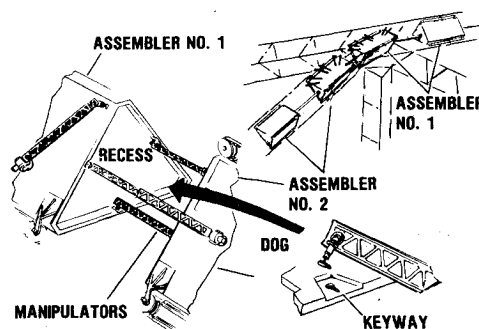 ASSEMBLER NO. 1
ASSEMBLER
NO. 1
RECESS
ASSEMBLER
NO. 2
DOG
MANIPULATORS
KEYWAY